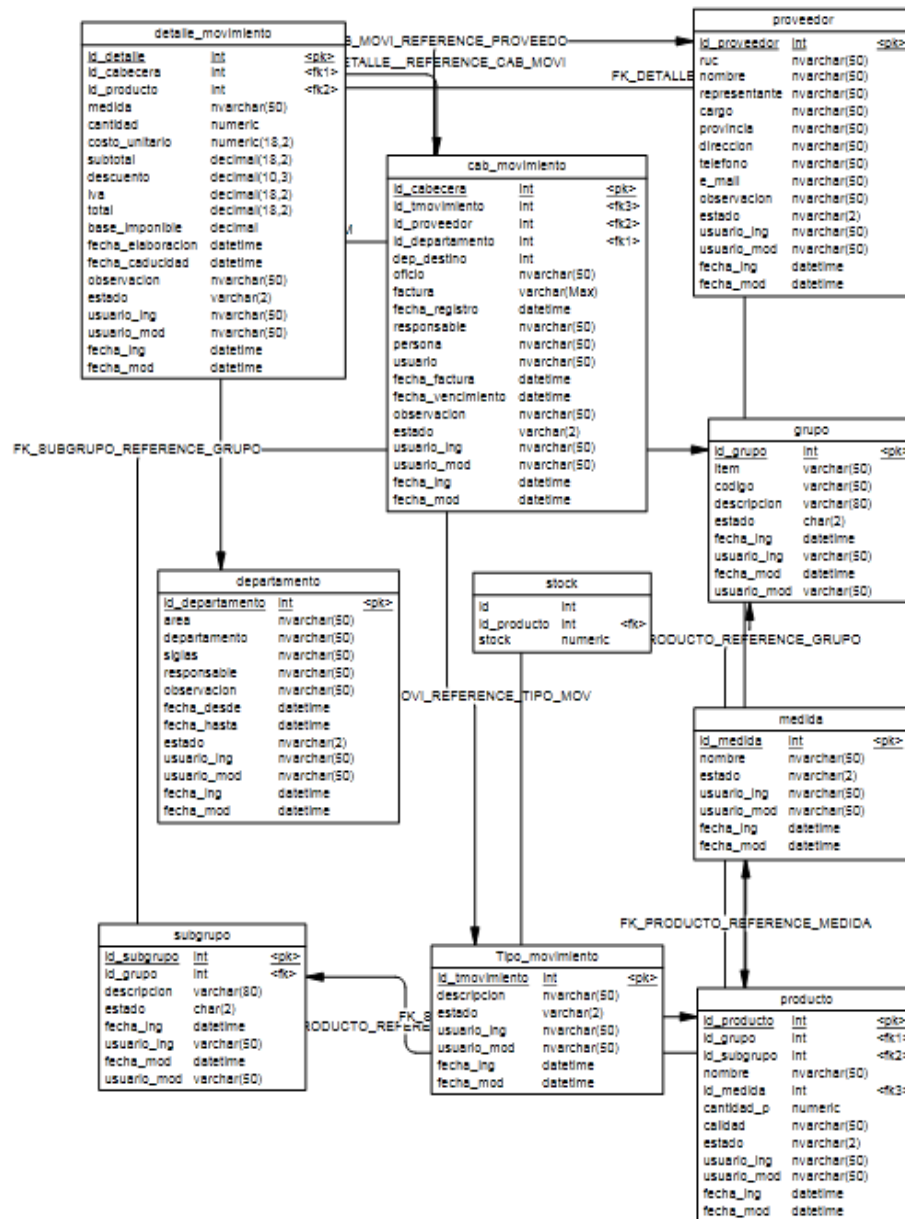 detalle_movimiento
id_detalle int <pk>
id_cabecera int <fk1>
id_producto int <fk2>
medida nvarchar(50)
cantidad numeric
costo_unitario numeric(18,2)
subtotal decimal(18,2)
descuento decimal(10,3)
iva decimal(18,2)
total decimal(18,2)
base_imponible decimal
fecha_elaboracion datetime
fecha_caducidad datetime
observacion nvarchar(50)
estado varchar(2)
usuario_ing nvarchar(50)
usuario_mod nvarchar(50)
fecha_ing datetime
fecha_mod datetime
B_MOVI_REFERENCE_PROVEEDO
DETALLE__REFERENCE_CAB_MOVI
FK_DETALLE
proveedor
id_proveedor int <pk>
ruc nvarchar(50)
nombre nvarchar(50)
representante nvarchar(50)
cargo nvarchar(50)
provincia nvarchar(50)
direccion nvarchar(50)
telefono nvarchar(50)
e_mail nvarchar(50)
observacion nvarchar(50)
estado nvarchar(2)
usuario_ing nvarchar(50)
usuario_mod nvarchar(50)
fecha_ing datetime
fecha_mod datetime
cab_movimiento
id_cabecera int <pk>
id_tmovimiento int <fk3>
id_proveedor int <fk2>
id_departamento int <fk1>
dep_destino int
oficio nvarchar(50)
factura varchar(Max)
fecha_registro datetime
responsable nvarchar(50)
persona nvarchar(50)
usuario nvarchar(50)
fecha_factura datetime
fecha_vencimiento datetime
observacion nvarchar(50)
estado varchar(2)
usuario_ing nvarchar(50)
usuario_mod nvarchar(50)
fecha_ing datetime
fecha_mod datetime
FK_SUBGRUPO_REFERENCE_GRUPO
grupo
id_grupo int <pk>
item varchar(50)
codigo varchar(50)
descripcion varchar(80)
estado char(2)
fecha_ing datetime
usuario_ing varchar(50)
fecha_mod datetime
usuario_mod varchar(50)
departamento
id_departamento int <pk>
area nvarchar(50)
departamento nvarchar(50)
siglas nvarchar(50)
responsable nvarchar(50)
observacion nvarchar(50)
fecha_desde datetime
fecha_hasta datetime
estado nvarchar(2)
usuario_ing nvarchar(50)
usuario_mod nvarchar(50)
fecha_ing datetime
fecha_mod datetime
stock
id int
id_producto int <fk>
stock numeric
RODUCTO_REFERENCE_GRUPO
OVI_REFERENCE_TIPO_MOV
medida
id_medida int <pk>
nombre nvarchar(50)
estado nvarchar(2)
usuario_ing nvarchar(50)
usuario_mod nvarchar(50)
fecha_ing datetime
fecha_mod datetime
FK_PRODUCTO_REFERENCE_MEDIDA
subgrupo
id_subgrupo int <pk>
id_grupo int <fk>
descripcion varchar(80)
estado char(2)
fecha_ing datetime
usuario_ing varchar(50)
fecha_mod datetime
usuario_mod varchar(50)
Tipo_movimiento
id_tmovimiento int <pk>
descripcion nvarchar(50)
estado varchar(2)
usuario_ing nvarchar(50)
usuario_mod nvarchar(50)
fecha_ing datetime
fecha_mod datetime
producto
id_producto int <pk>
id_grupo int <fk1>
id_subgrupo int <fk2>
nombre nvarchar(50)
id_medida int <fk3>
cantidad_p numeric
calidad nvarchar(50)
estado nvarchar(2)
usuario_ing nvarchar(50)
usuario_mod nvarchar(50)
fecha_ing datetime
fecha_mod datetime